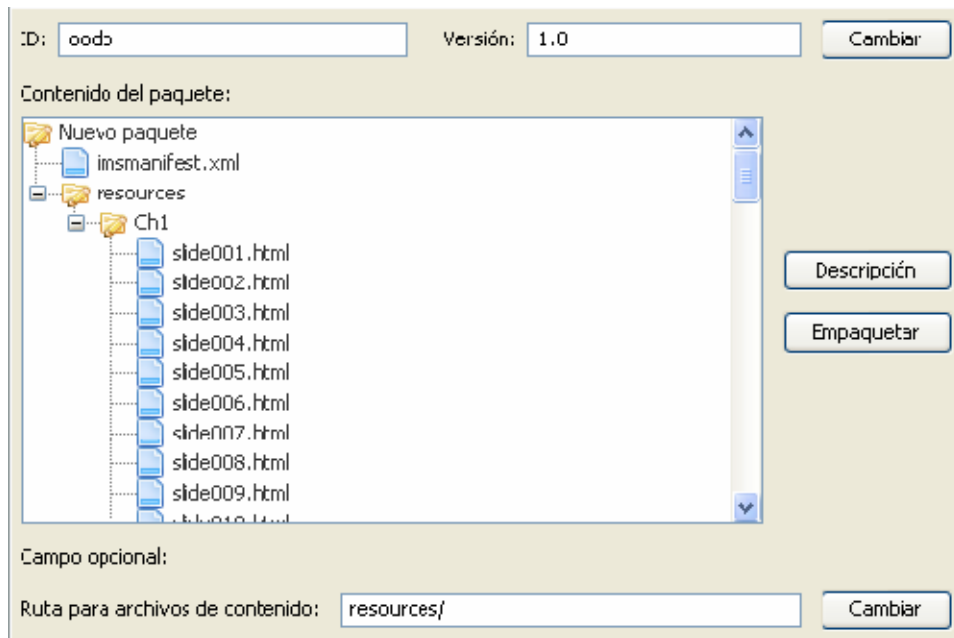 ID: oodb Versión: 1.0 Cambiar
Contenido del paquete:
Nuevo paquete
imsmanifest.xml
resources
Ch1
slide001.html
slide002.html
slide003.html
slide004.html
slide005.html
Descripción
slide006.html
Empaquetar
slide007.html
slide008.html
slide009.html
Campo opcional:
Ruta para archivos de contenido: resources/ Cambiar